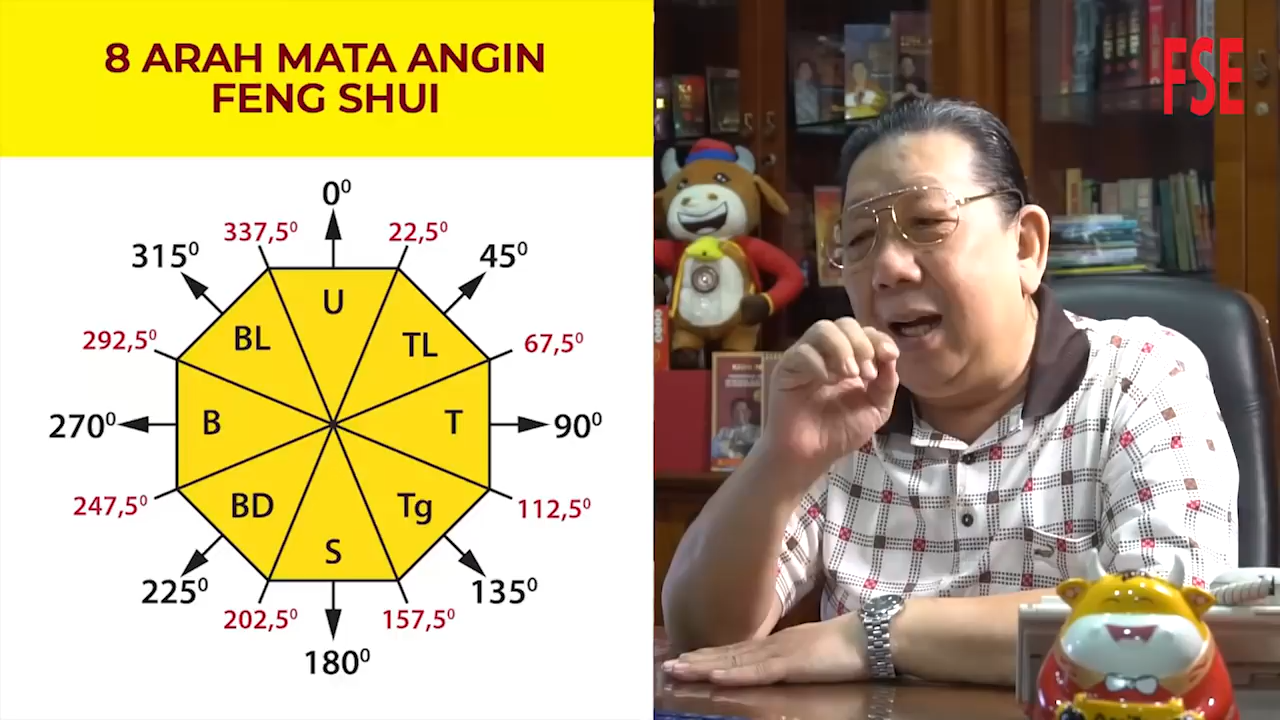 8 ARAH MATA ANGIN
FENG SHUI
FSE
0⁰
337,5⁰
22,5⁰
315⁰
45⁰
U
BL
TL
292,5⁰
67,5⁰
270⁰
B
T
90⁰
247,5⁰
BD
Tg
112,5⁰
S
225⁰
135⁰
202,5⁰
157,5⁰
180⁰